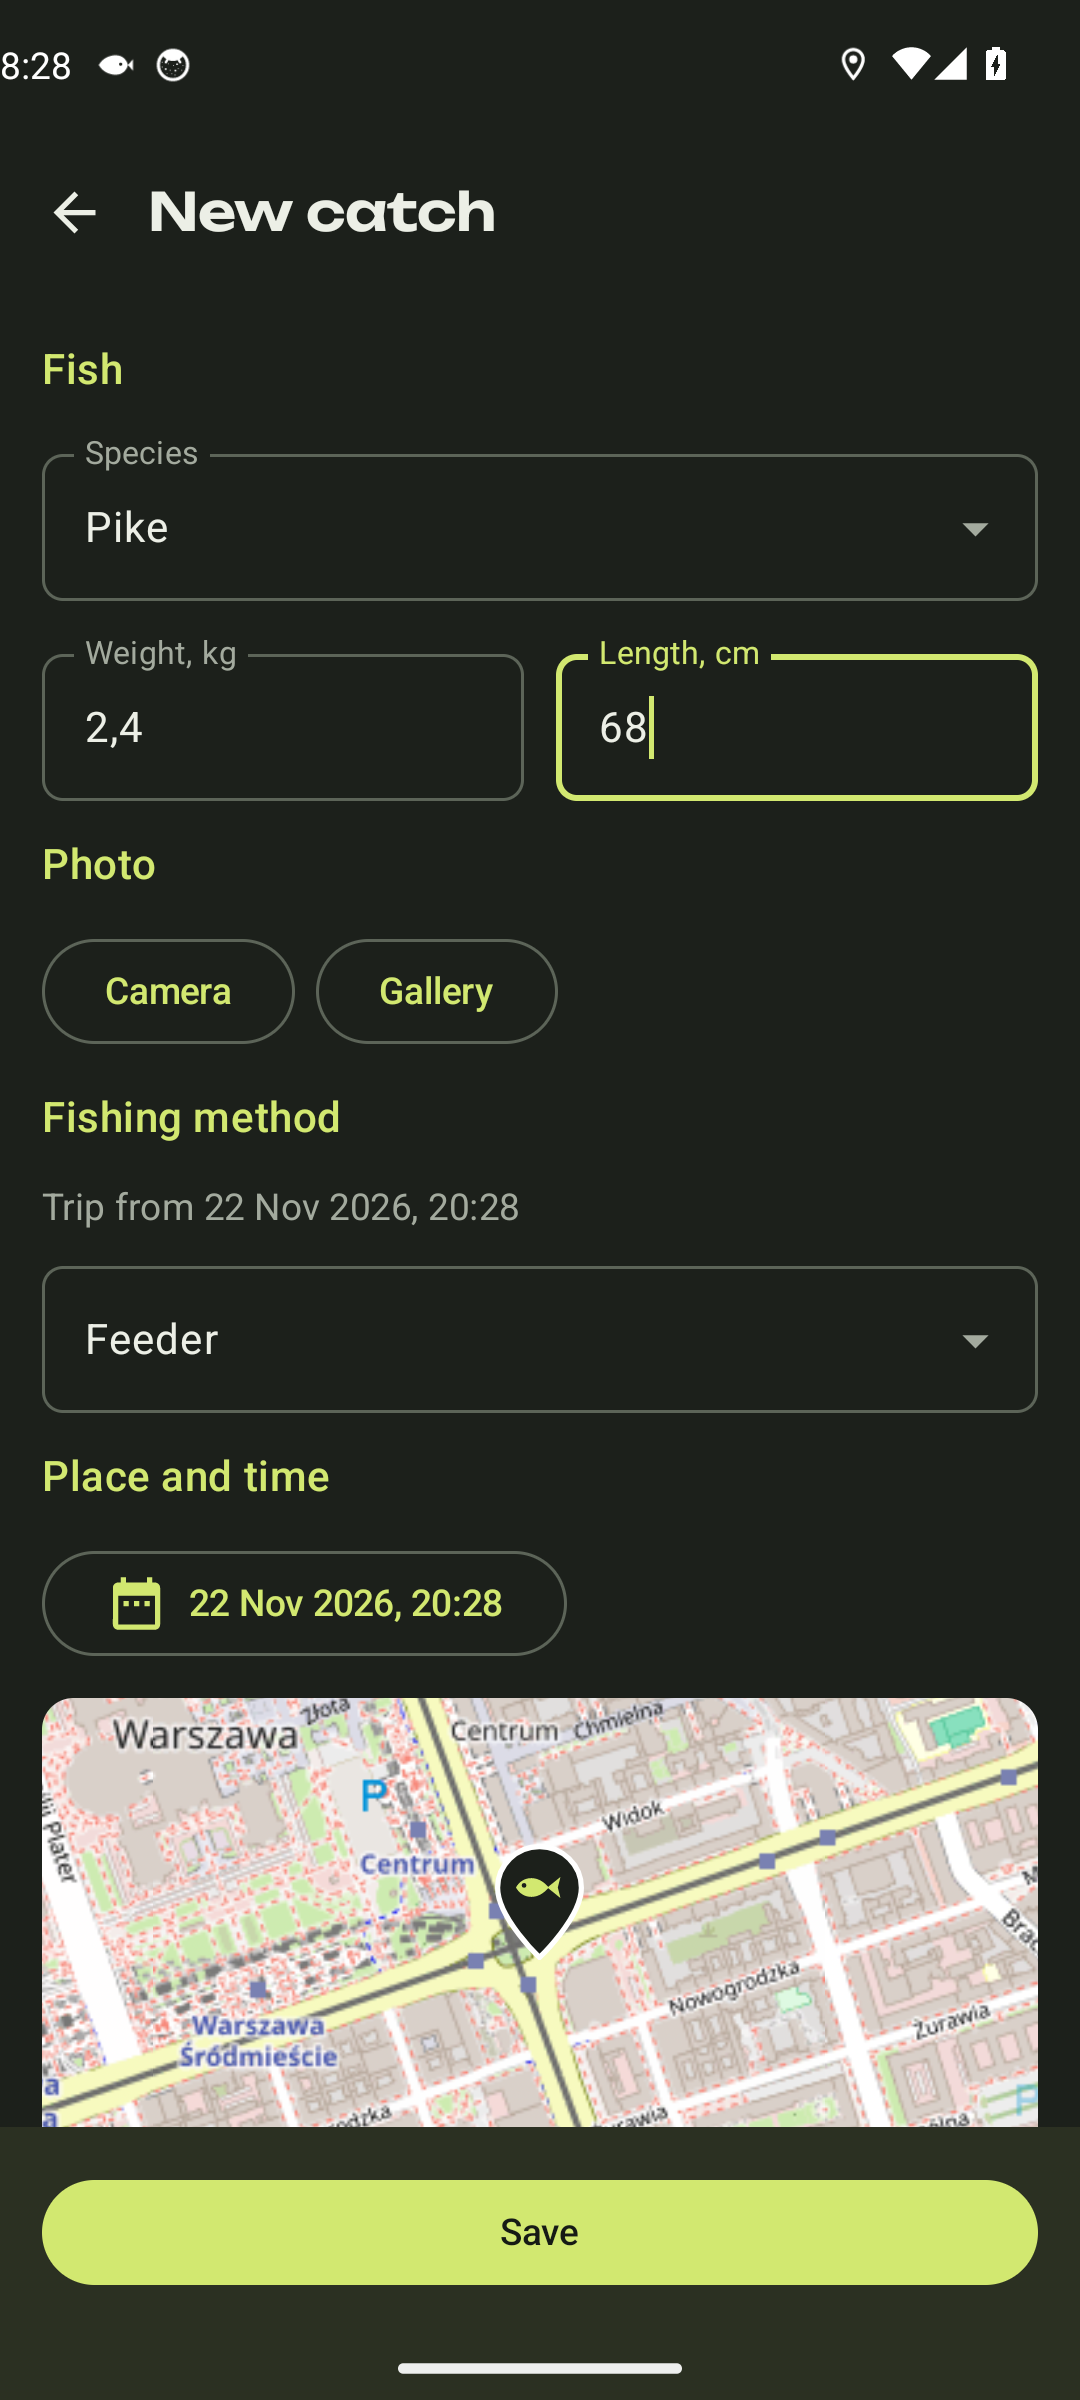 8:28
New catch
Fish
Species
Pike
Weight, kg
2,4
Length, cm
68
Photo
Camera
Gallery
Fishing method
Trip from 22 Nov 2026, 20:28
Feeder
Place and time
22 Nov 2026, 20:28
Warszawa
Złota
Centrum
Chmielna
P
Widok
Plater
Centrum
Nowogrodzka
Żurawia
Warszawa
Śródmieście
Save